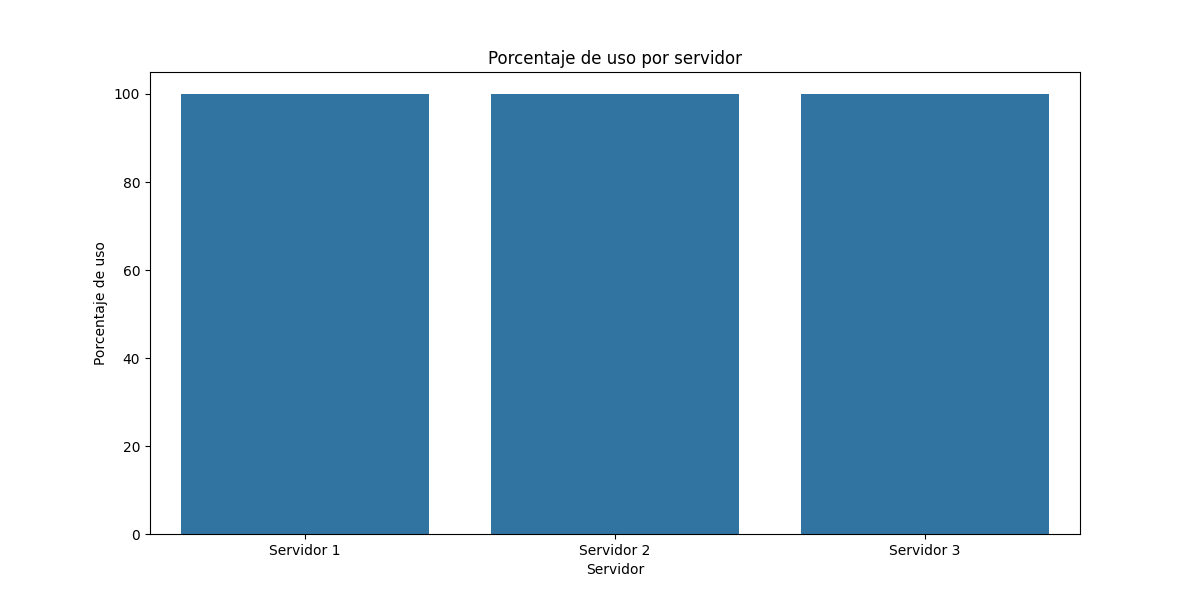 Porcentaje de uso por servidor
Porcentaje de uso
100
80
60
40
20
0
Servidor 1
Servidor 2
Servidor 3
Servidor